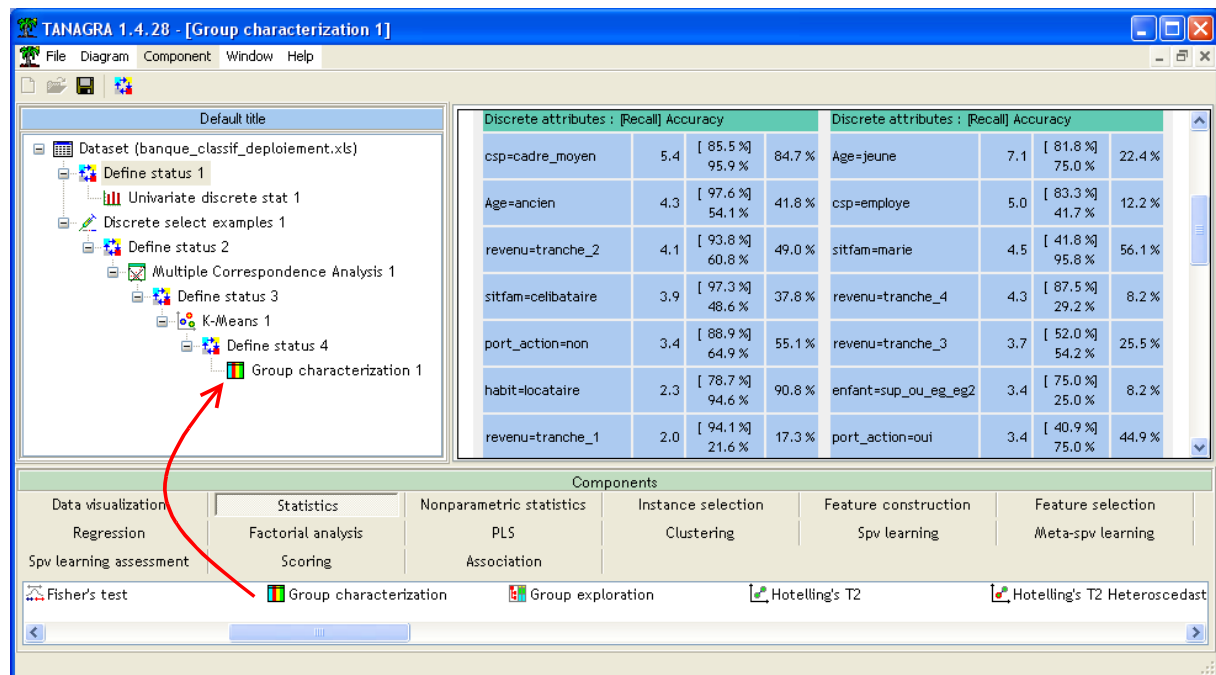 TANAGRA 1.4.28 - [Group characterization 1]
File Diagram Component Window Help
Default title
Dataset (banque_classif_deploiement.xls)
Define status 1
Univariate discrete stat 1
Discrete select examples 1
Define status 2
Multiple Correspondence Analysis 1
Define status 3
K-Means 1
Define status 4
Group characterization 1
Discrete attributes : [Recall] Accuracy Discrete attributes : [Recall] Accuracy
csp=cadre_moyen 5.4 [ 85.5 %] 95.9 % 84.7 % Age=jeune 7.1 [ 81.8 %] 75.0 % 22.4 %
Age=ancien 4.3 [ 97.6 %] 54.1 % 41.8 % csp=employe 5.0 [ 83.3 %] 41.7 % 12.2 %
revenu=tranche_2 4.1 [ 93.8 %] 60.8 % 49.0 % sitfam=marie 4.5 [ 41.8 %] 95.8 % 56.1 %
sitfam=celibataire 3.9 [ 97.3 %] 48.6 % 37.8 % revenu=tranche_4 4.3 [ 87.5 %] 29.2 % 8.2 %
port_action=non 3.4 [ 88.9 %] 64.9 % 55.1 % revenu=tranche_3 3.7 [ 52.0 %] 54.2 % 25.5 %
habit=locataire 2.3 [ 78.7 %] 94.6 % 90.8 % enfant=sup_ou_eg_eg2 3.4 [ 75.0 %] 25.0 % 8.2 %
revenu=tranche_1 2.0 [ 94.1 %] 21.6 % 17.3 % port_action=oui 3.4 [ 40.9 %] 75.0 % 44.9 %
Components
Data visualization Statistics Nonparametric statistics Instance selection Feature construction Feature selection
Regression Factorial analysis PLS Clustering Spv learning Meta-spv learning
Spv learning assessment Scoring Association
Fisher's test Group characterization Group exploration Hotelling's T2 Hotelling's T2 Heteroscedast